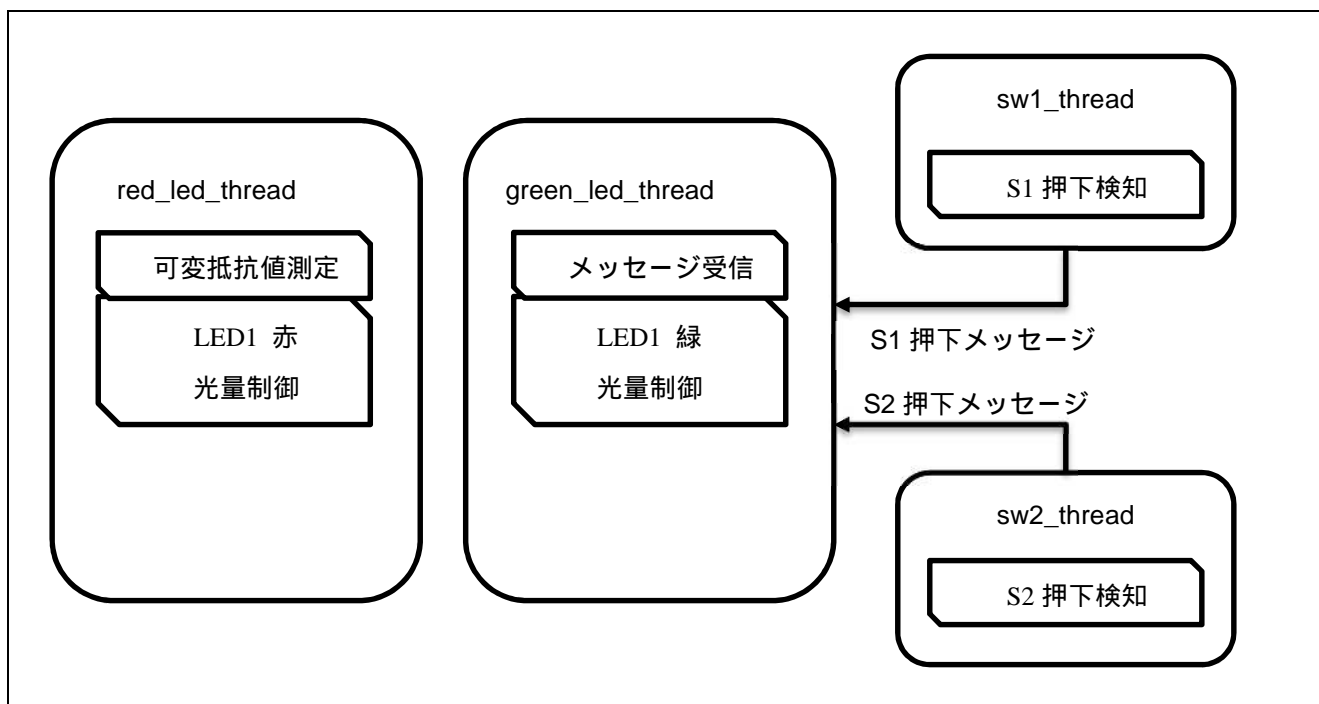 red_led_thread
可変抵抗値測定
LED1 赤
光量制御
green_led_thread
メッセージ受信
LED1 緑
光量制御
sw1_thread
S1 押下検知
S1 押下メッセージ
S2 押下メッセージ
sw2_thread
S2 押下検知